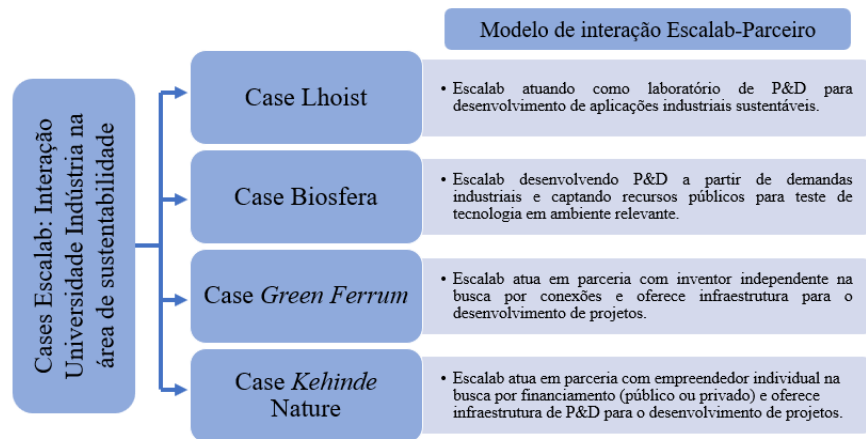 Modelo de interação Escalab-Parceiro
Cases Escalab: Interação
Universidade Indústria na
área de sustentabilidade
Case Lhoist
• Escalab atuando como laboratório de P&D para
desenvolvimento de aplicações industriais sustentáveis.
Case Biosfera
• Escalab desenvolvendo P&D a partir de demandas
industriais e captando recursos públicos para teste de
tecnologia em ambiente relevante.
Case Green Ferrum
• Escalab atua em parceria com inventor independente na
busca por conexões e oferece infraestrutura para o
desenvolvimento de projetos.
Case Kehinde
Nature
• Escalab atua em parceria com empreendedor individual na
busca por financiamento (público ou privado) e oferece
infraestrutura de P&D para o desenvolvimento de projetos.